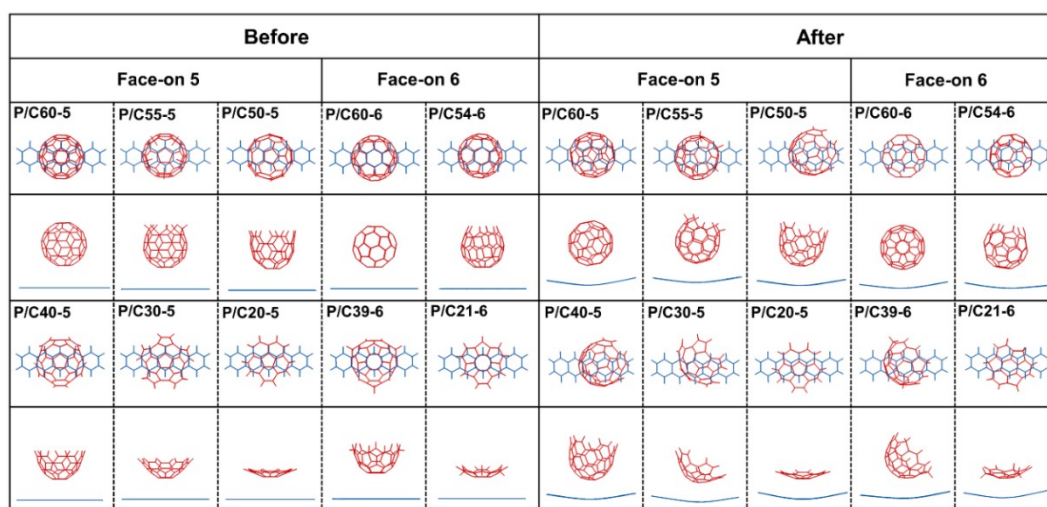 Before After
Face-on 5 Face-on 6 Face-on 5 Face-on 6
P/C60-5 P/C55-5 P/C50-5 P/C60-6 P/C54-6 P/C60-5 P/C55-5 P/C50-5 P/C60-6 P/C54-6
P/C40-5 P/C30-5 P/C20-5 P/C39-6 P/C21-6 P/C40-5 P/C30-5 P/C20-5 P/C39-6 P/C21-6